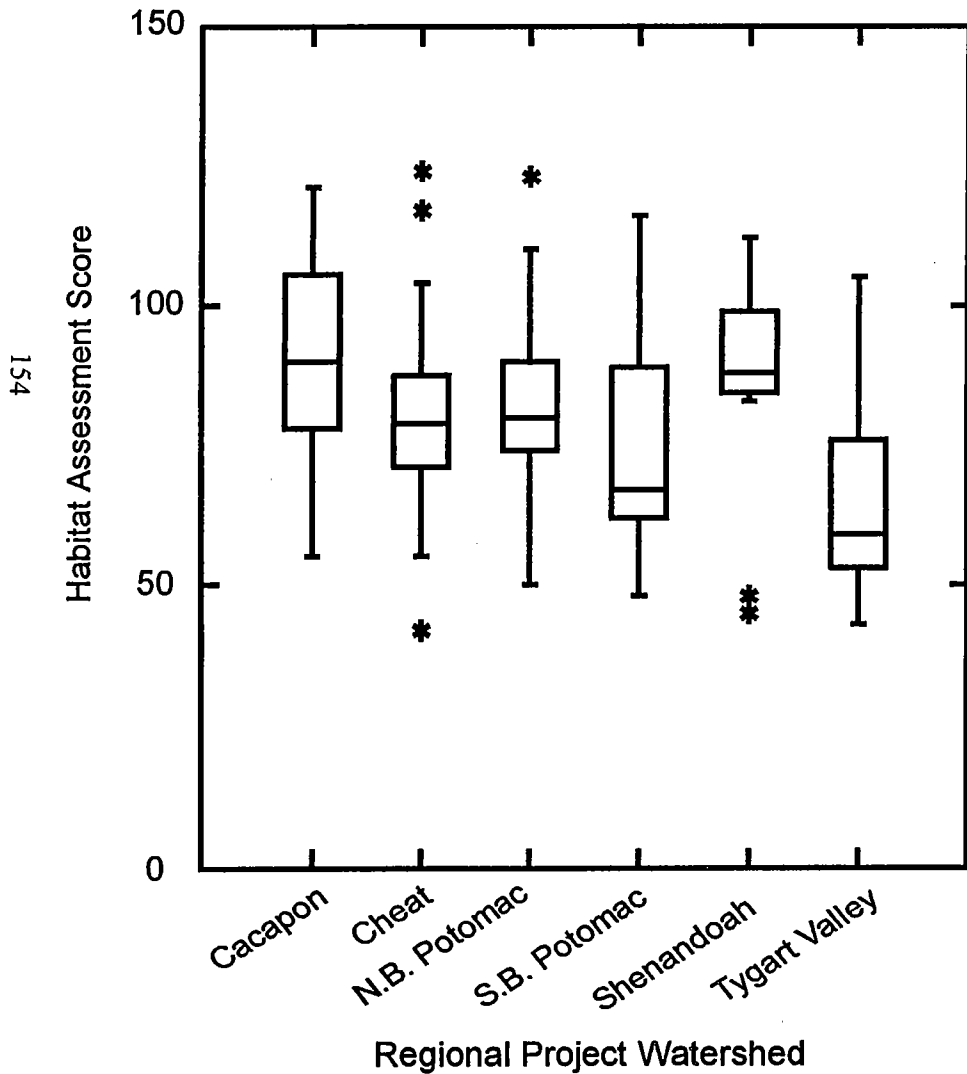 154
Habitat Assessment Score
150
100
50
0
Cacapon
Cheat
N.B. Potomac
S.B. Potomac
Shenandoah
Tygart Valley
Regional Project Watershed